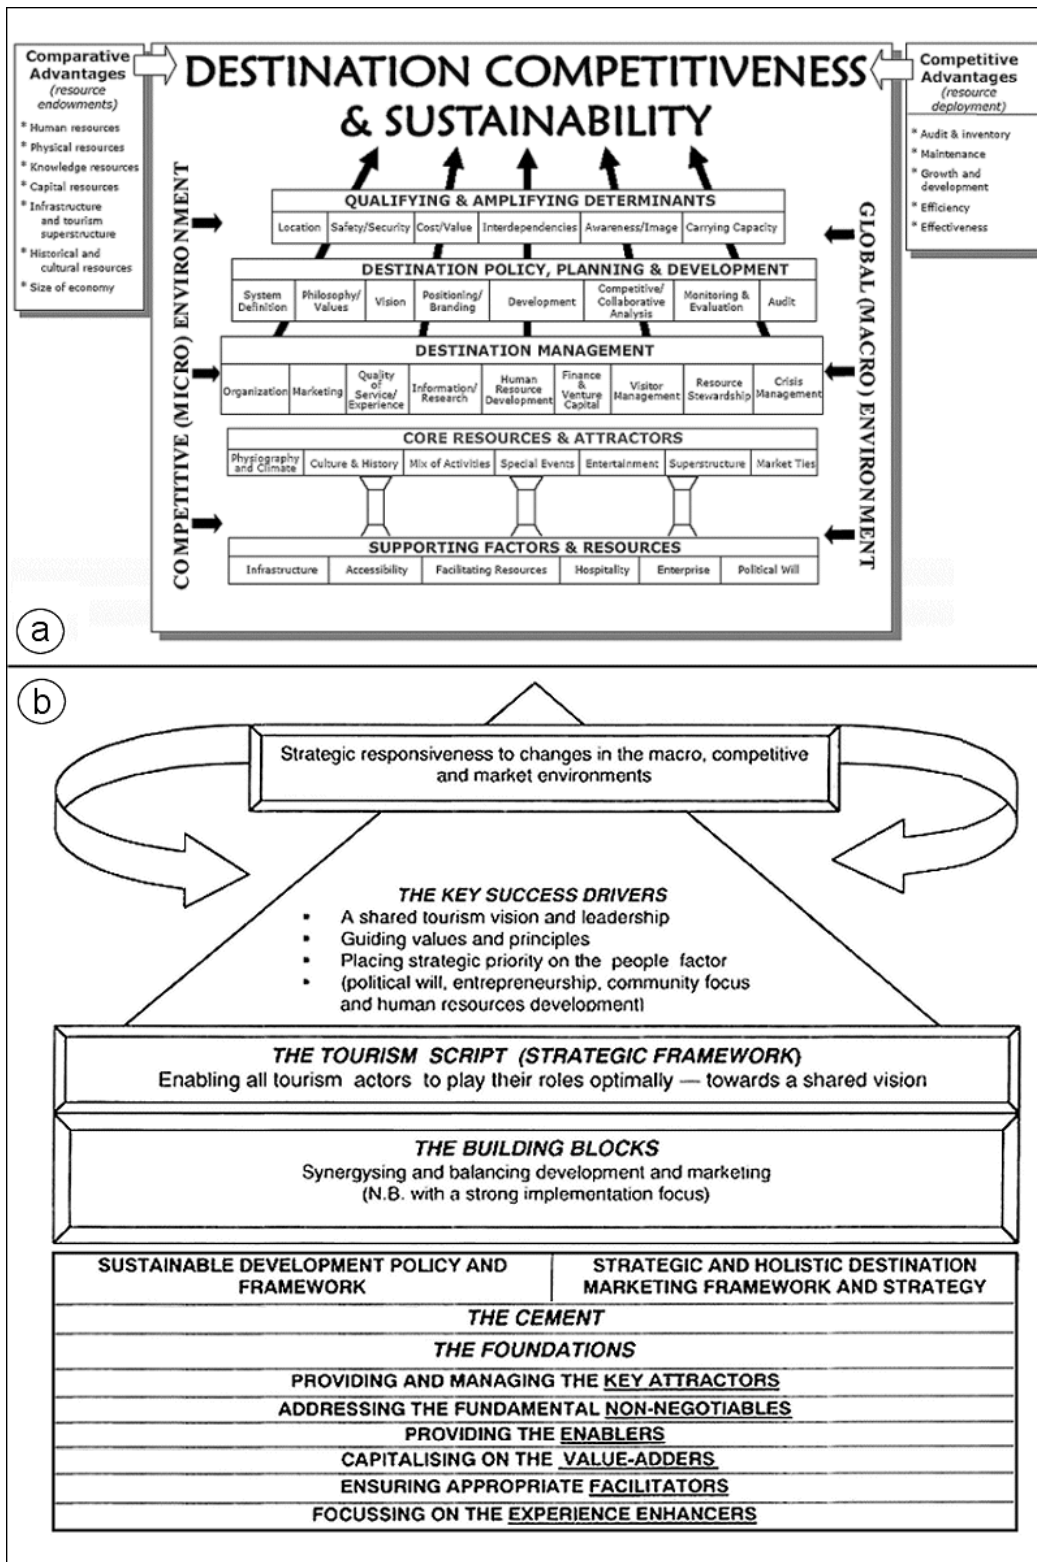 Comparative
Advantages
(resource
endowments)
* Human resources
* Physical resources
* Knowledge resources
* Capital resources
* Infrastructure
and tourism
superstructure
* Historical and
cultural resources
* Size of economy
DESTINATION COMPETITIVENESS
& SUSTAINABILITY
Competitive
Advantages
(resource
deployment)
* Audit & inventory
* Maintenance
* Growth and
development
* Efficiency
* Effectiveness
COMPETITIVE (MICRO) ENVIRONMENT
GLOBAL (MACRO) ENVIRONMENT
QUALIFYING & AMPLIFYING DETERMINANTS
Location Safety/Security Cost/Value Interdependencies Awareness/Image Carrying Capacity
DESTINATION POLICY, PLANNING & DEVELOPMENT
System
Definition
Philosophy/
Values
Vision
Positioning/
Branding
Development
Competitive/
Collaborative
Analysis
Monitoring &
Evaluation
Audit
DESTINATION MANAGEMENT
Organization
Marketing
Quality
of
Service/
Experience
Information/
Research
Human
Resource
Development
Finance
&
Venture
Capital
Visitor
Management
Resource
Stewardship
Crisis
Management
CORE RESOURCES & ATTRACTORS
Physiography
and Climate
Culture & History
Mix of Activities
Special Events
Entertainment
Superstructure
Market Ties
SUPPORTING FACTORS & RESOURCES
Infrastructure Accessibility Facilitating Resources Hospitality Enterprise Political Will
a
b
Strategic responsiveness to changes in the macro, competitive
and market environments
THE KEY SUCCESS DRIVERS
▪ A shared tourism vision and leadership
▪ Guiding values and principles
▪ Placing strategic priority on the people factor
▪ (political will, entrepreneurship, community focus
and human resources development)
THE TOURISM SCRIPT (STRATEGIC FRAMEWORK)
Enabling all tourism actors to play their roles optimally — towards a shared vision
THE BUILDING BLOCKS
Synergysing and balancing development and marketing
(N.B. with a strong implementation focus)
SUSTAINABLE DEVELOPMENT POLICY AND
FRAMEWORK
STRATEGIC AND HOLISTIC DESTINATION
MARKETING FRAMEWORK AND STRATEGY
THE CEMENT
THE FOUNDATIONS
PROVIDING AND MANAGING THE KEY ATTRACTORS
ADDRESSING THE FUNDAMENTAL NON-NEGOTIABLES
PROVIDING THE ENABLERS
CAPITALISING ON THE VALUE-ADDERS
ENSURING APPROPRIATE FACILITATORS
FOCUSSING ON THE EXPERIENCE ENHANCERS